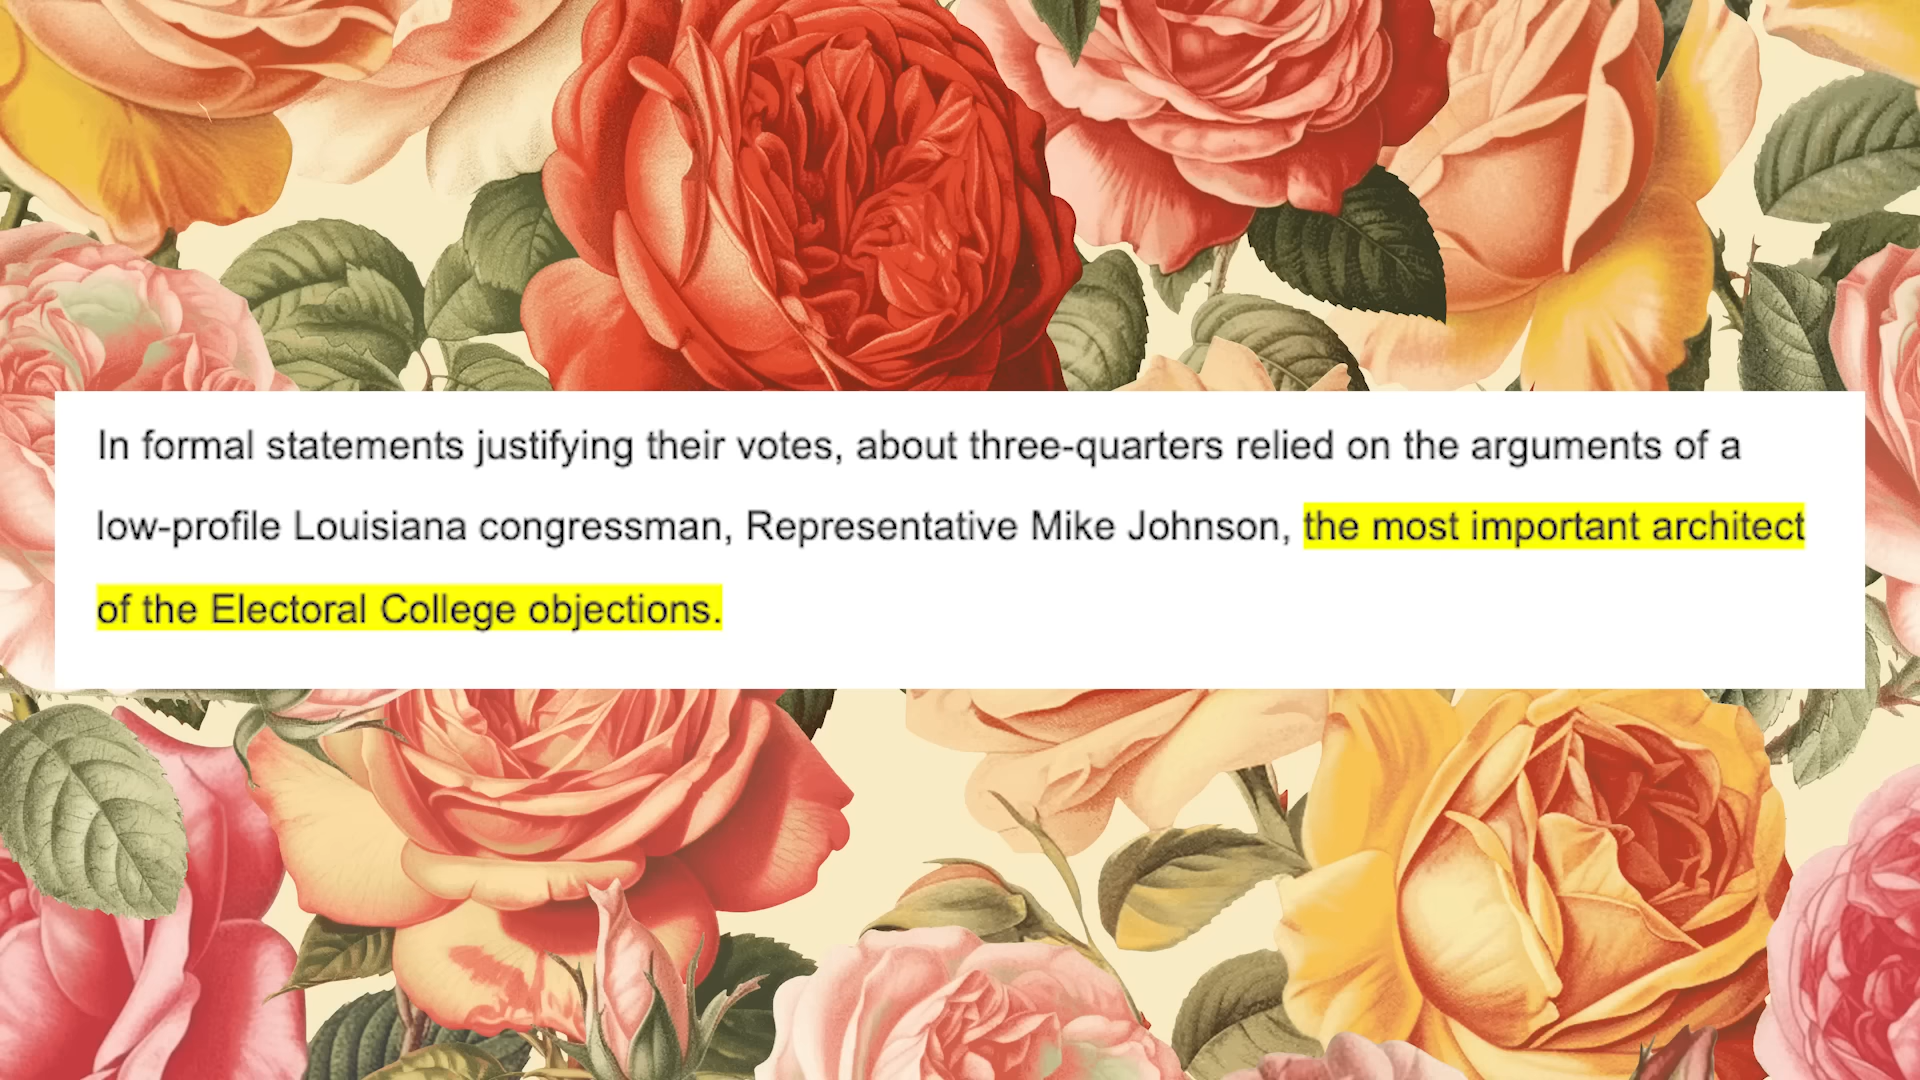 In formal statements justifying their votes, about three-quarters relied on the arguments of a
low-profile Louisiana congressman, Representative Mike Johnson, the most important architect
of the Electoral College objections.